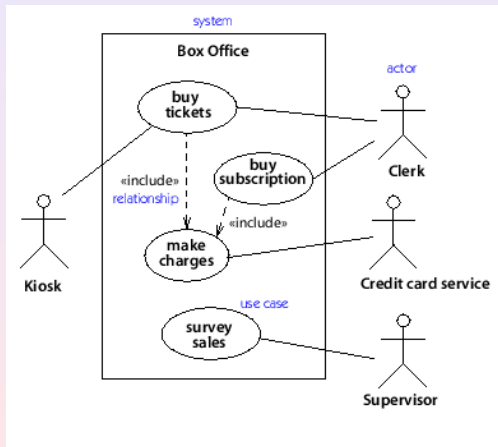 system
Box Office
actor
buy
tickets
Clerk
buy
subscription
«include»
relationship
«include»
make
charges
Kiosk
Credit card service
use case
survey
sales
Supervisor